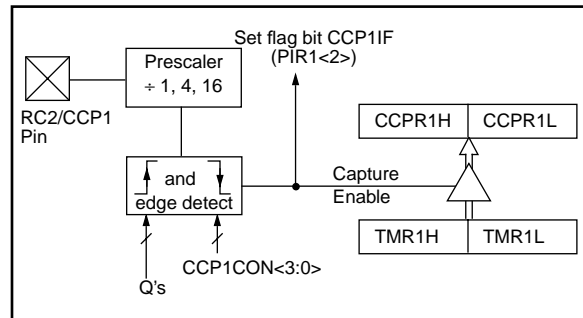 Set flag bit CCP1IF
(PIR1<2>)
Prescaler
÷ 1, 4, 16
RC2/CCP1
Pin
CCPR1H CCPR1L
and
edge detect
Capture
Enable
TMR1H TMR1L
CCP1CON<3:0>
Q's